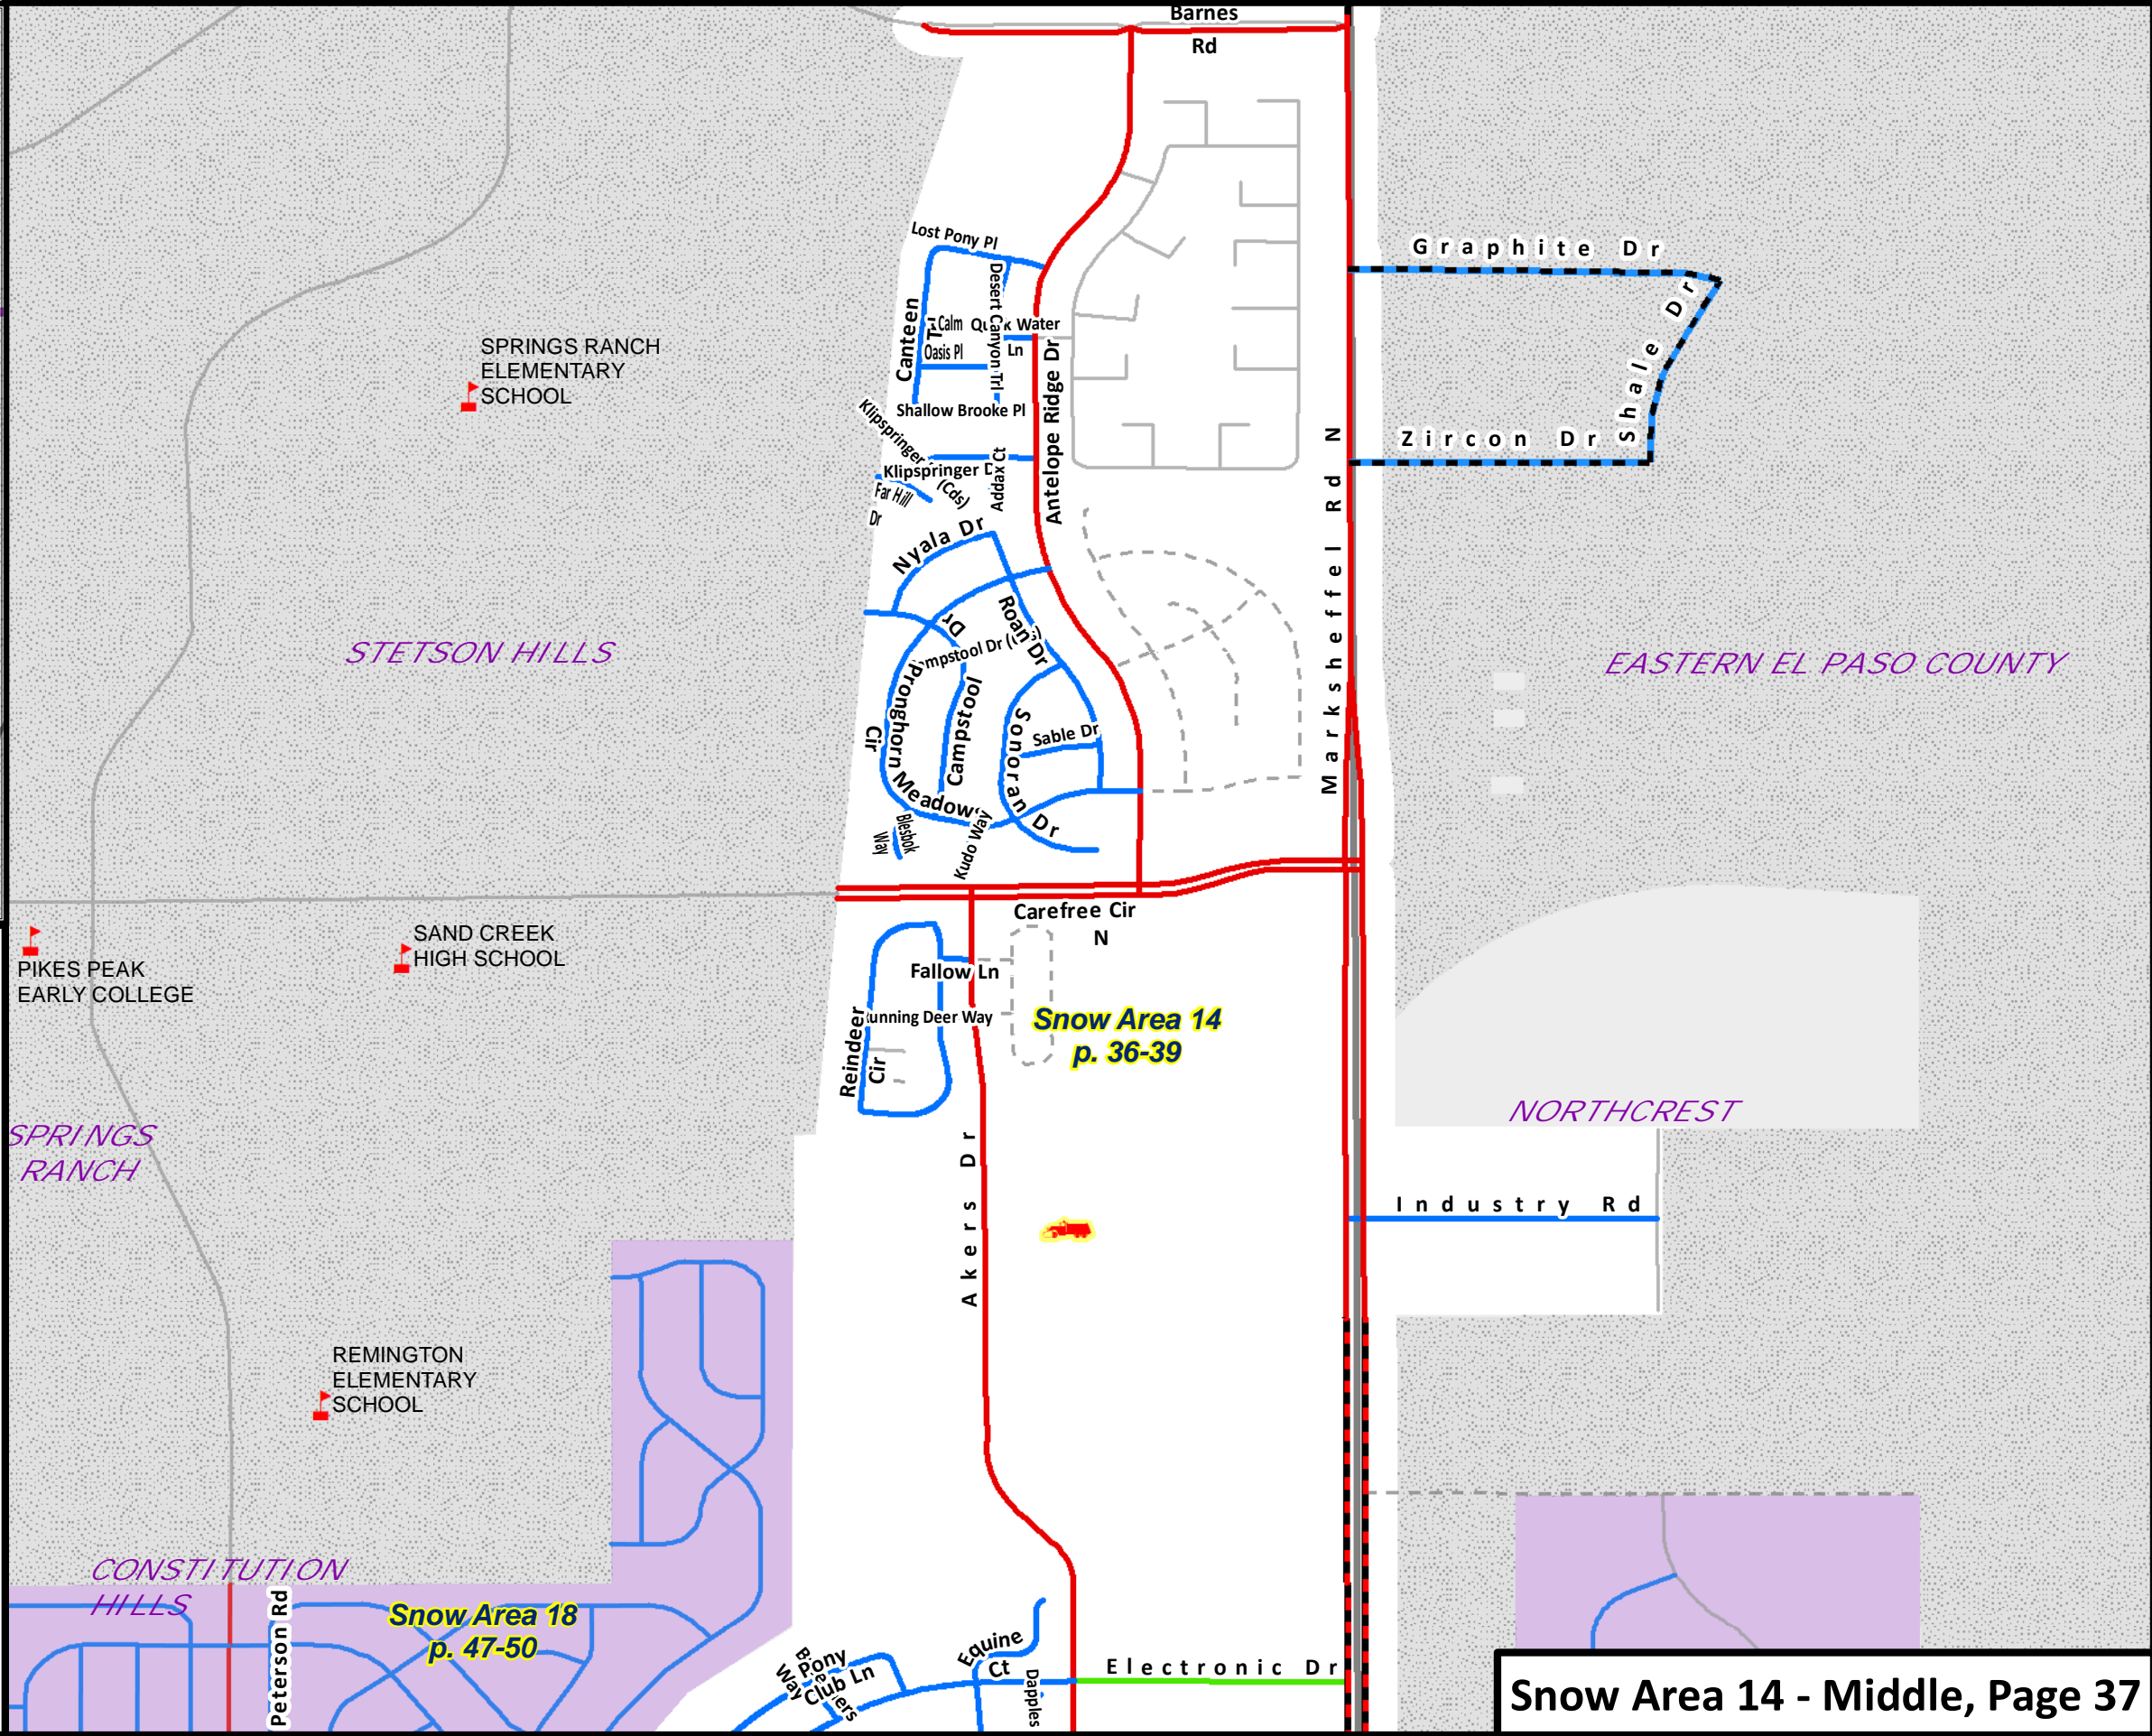 Barnes
Rd
Lost Pony Pl
Graphite Dr
Desert Canyon Trl
Shale Dr
Canteen
Trl
Calm
Oasis Pl
Water
Ln
SPRINGS RANCH
ELEMENTARY
SCHOOL
Antelope Ridge Dr
Shallow Brooke Pl
Klipspringer
Zircon Dr
Klipspringer
(Cds)
Addax Ct
Far Hill
Dr
Marksheffel Rd N
Nyala Dr
Roan Dr
Dr
STETSON HILLS
EASTERN EL PASO COUNTY
Pronghorn
Meadows
Cir
Campstool
Sonoran Dr
Sable Dr
Blesbok
Way
Kudo Way
Carefree Cir
N
SAND CREEK
HIGH SCHOOL
PIKES PEAK
EARLY COLLEGE
Fallow Ln
Deer Way
Reindeer
Cir
Snow Area 14
p. 36-39
SPRINGS
RANCH
NORTHCREST
Akers Dr
Industry Rd
REMINGTON
ELEMENTARY
SCHOOL
CONSTITUTION
HILLS
Peterson Rd
Snow Area 18
p. 47-50
Pony
Club Ln
Way
Equine
Ct
Dapples
Electronic Dr
Snow Area 14 - Middle, Page 37